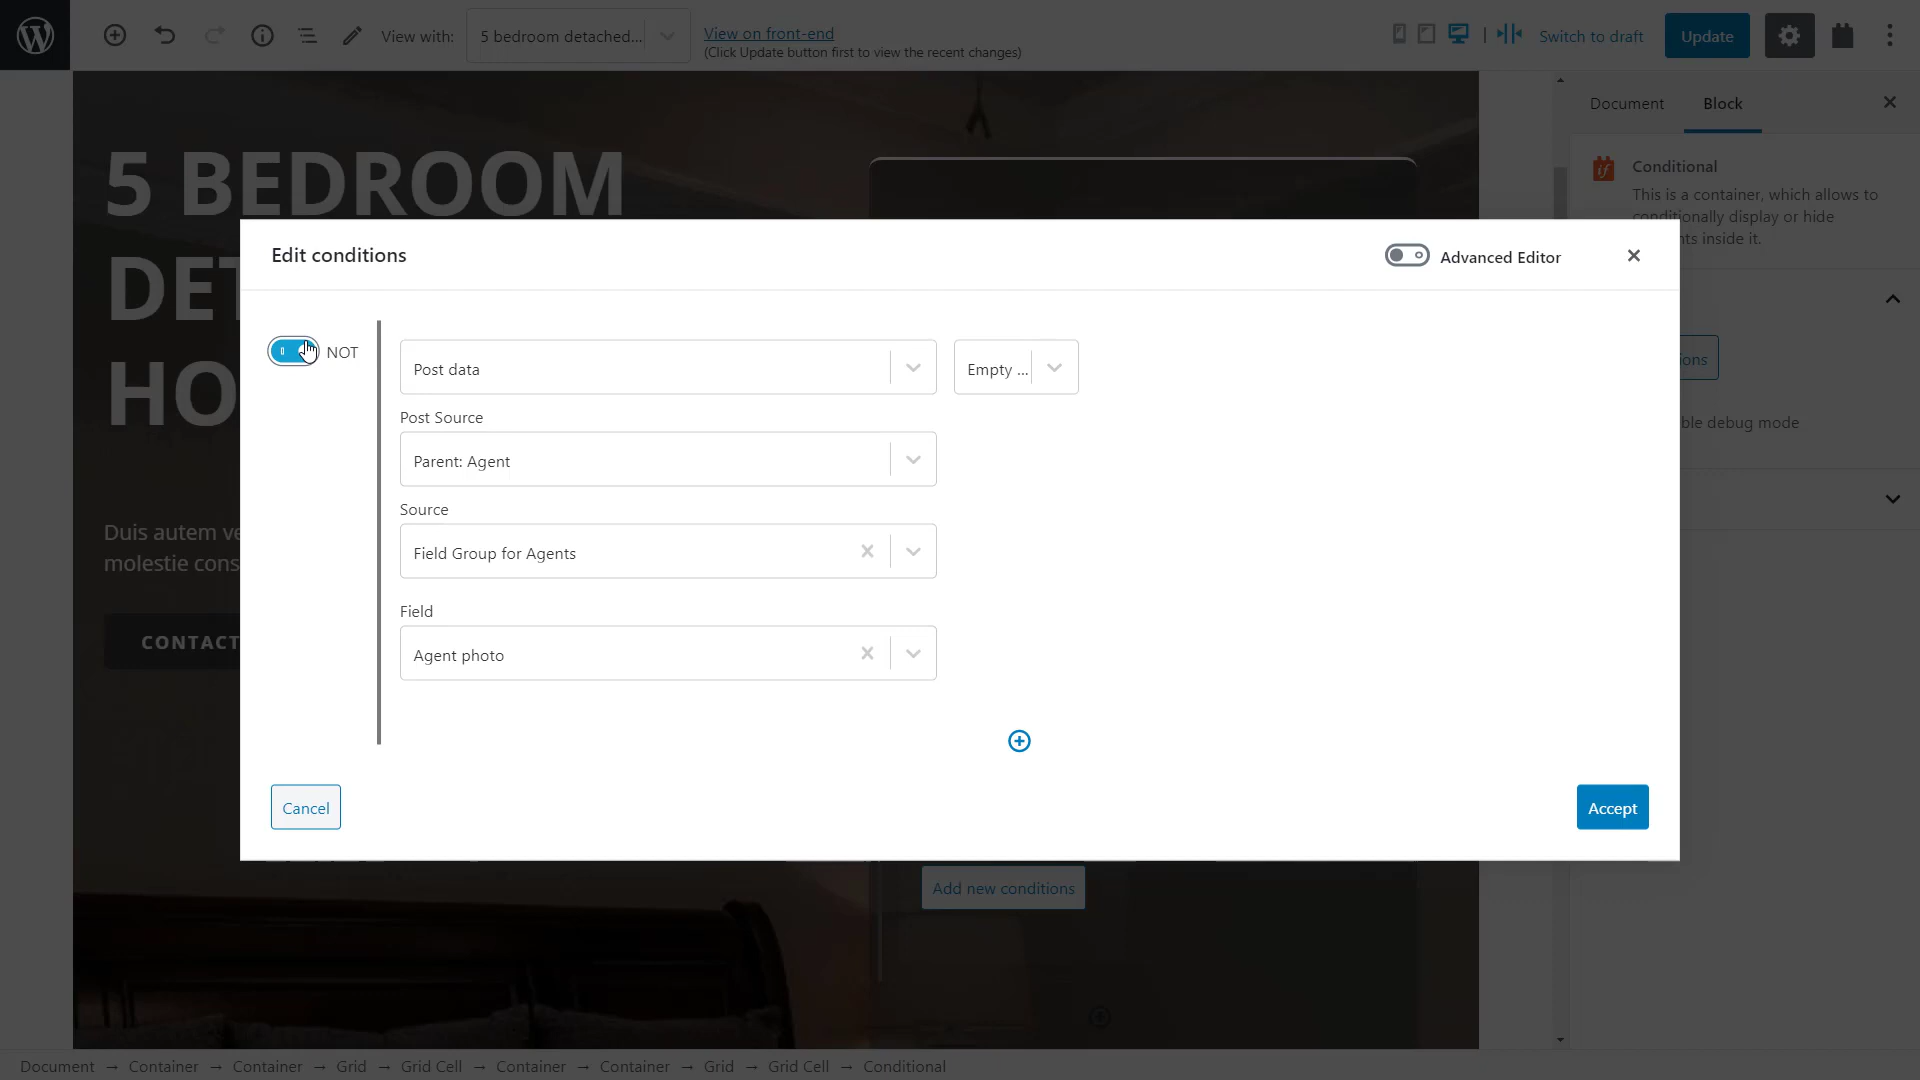 View with:
5 bedroom detached...
View on front-end
(Click Update button first to view the recent changes)
Switch to draft
Update
Document
Block
Conditional
This is a container, which allows to
conditionally display or hide
nts inside it.
5 BEDROOM
DET
HO
Duis autem ve
molestie cons
CONTACT
Edit conditions
Advanced Editor
NOT
Post data
Empty ...
Post Source
Parent: Agent
Source
Field Group for Agents
Field
Agent photo
Cancel
Accept
ions
ble debug mode
Add new conditions
Document → Container → Container → Grid → Grid Cell → Container → Container → Grid → Grid Cell → Conditional